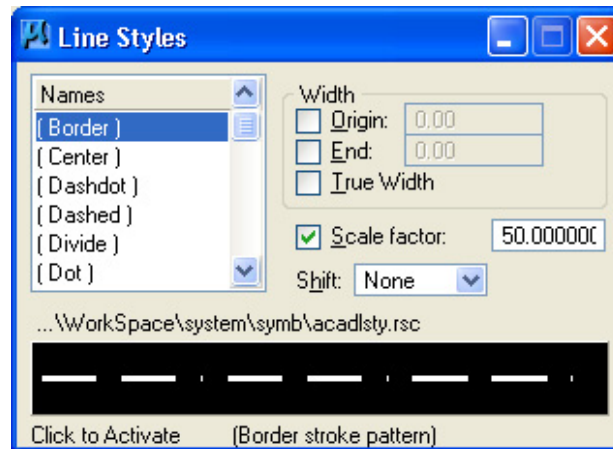 Line Styles
Names
( Border )
( Center )
( Dashdot )
( Dashed )
( Divide )
( Dot )
Width
Origin: 0.00
End: 0.00
True Width
Scale factor: 50.000000
Shift: None
...\WorkSpace\system\symb\acadlsty.rsc
Click to Activate (Border stroke pattern)